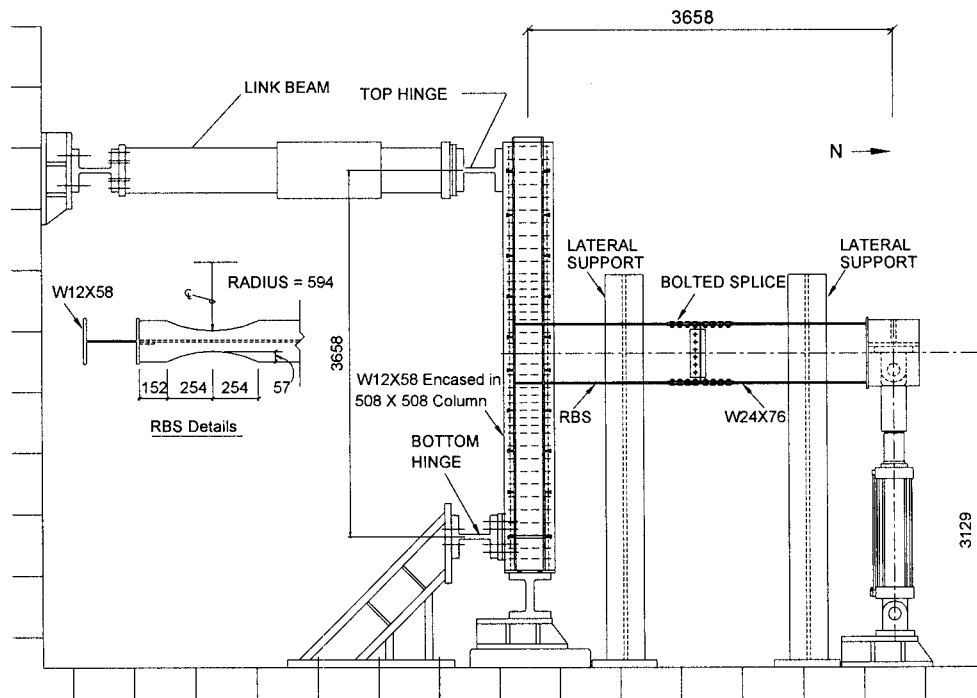 3658
LINK BEAM
TOP HINGE
N
LATERAL
SUPPORT
LATERAL
SUPPORT
BOLTED SPLICE
W12X58
℄
RADIUS = 594
3658
152
254
254
57
RBS Details
W12X58 Encased in
508 X 508 Column
RBS
W24X76
BOTTOM
HINGE
3129